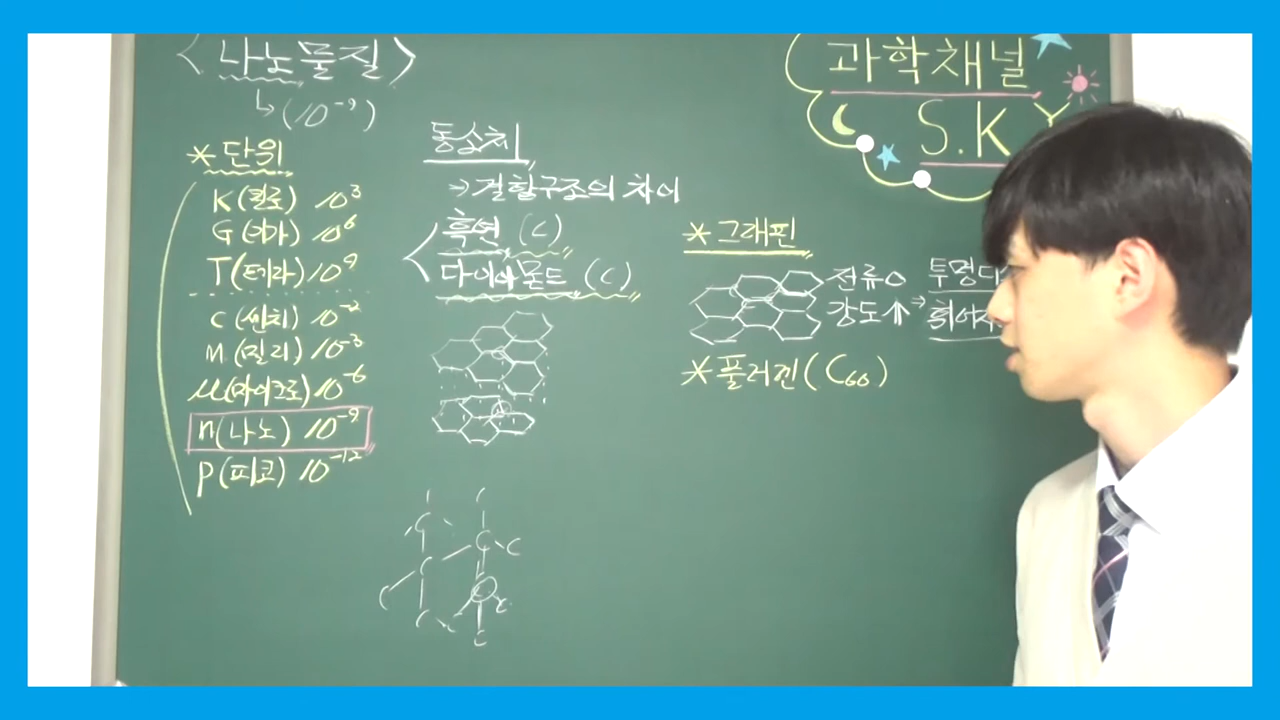 <나노물질>
↳(10⁻⁹)
*단위
K(킬로) 10³
G(기가) 10⁶
T(테라) 10⁹
C(센치) 10⁻²
M(밀리) 10⁻³
μ(마이크로) 10⁻⁶
n(나노) 10⁻⁹
P(피코) 10⁻¹²
동소체
→결합구조의 차이
흑연 (C)
다이아몬드 (C)
C
C C
C
C C
C C
C C
*그래핀
전류○ 투명
강도⇈ ⇒ 휘어
*풀러렌(C₆₀)
과학채널
S.K Y